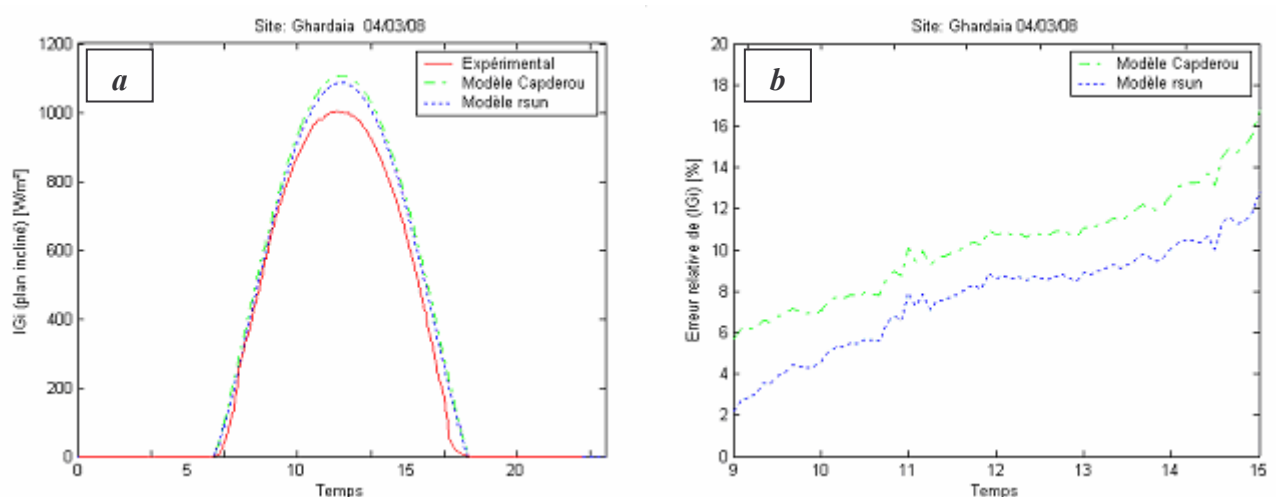 Site: Ghardaia 04/03/08
a
Expérimental
Modèle Capderou
Modèle rsun
1200
1000
800
600
400
200
0
IGi (plan incliné) [W/m²]
0 5 10 15 20
Temps
Site: Ghardaia 04/03/08
b
Modèle Capderou
Modèle rsun
20
18
16
14
12
10
8
6
4
2
0
Erreur relative de (IGi) [%]
9 10 11 12 13 14 15
Temps